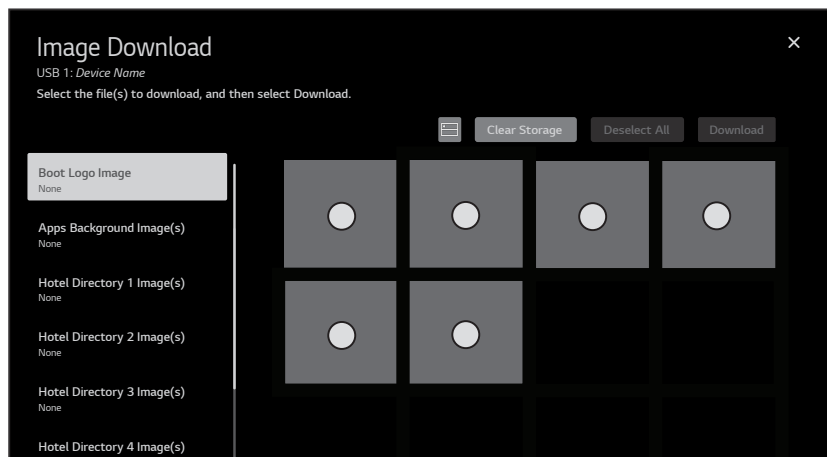 Image Download
USB 1: Device Name
Select the file(s) to download, and then select Download.
Clear Storage
Deselect All
Download
Boot Logo Image
None
Apps Background Image(s)
None
Hotel Directory 1 Image(s)
None
Hotel Directory 2 Image(s)
None
Hotel Directory 3 Image(s)
None
Hotel Directory 4 Image(s)